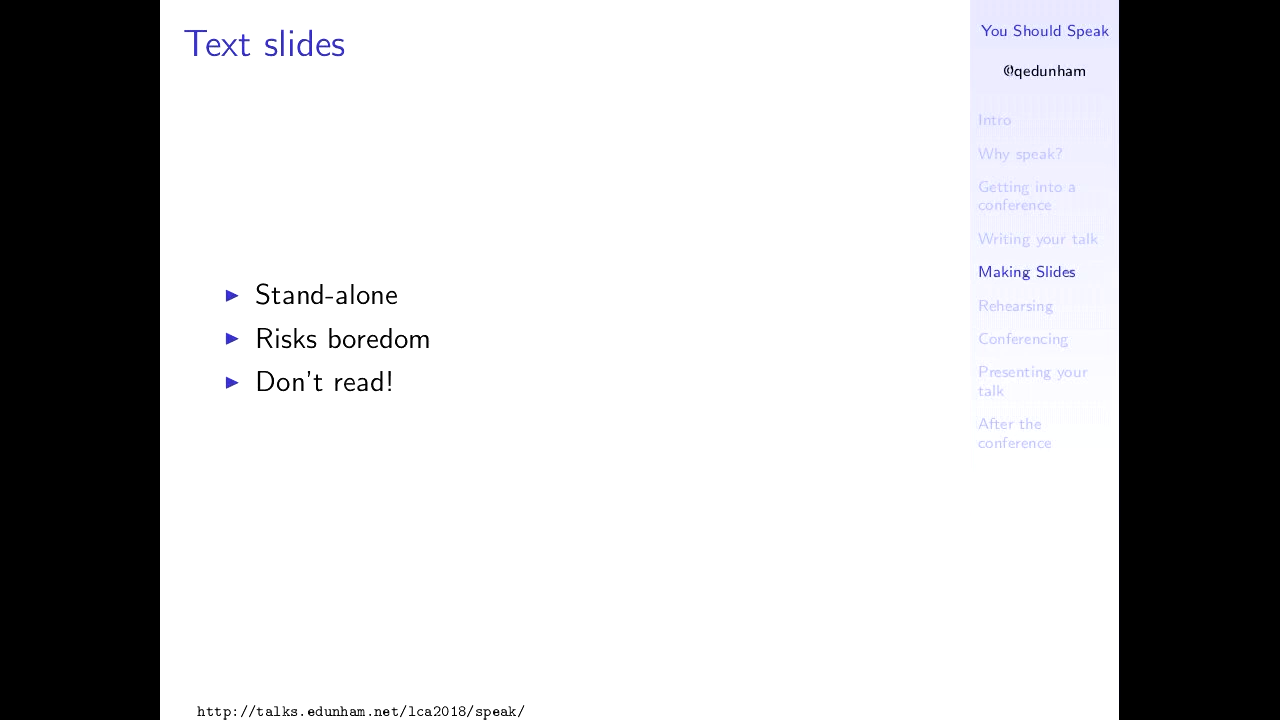 Text slides
Stand-alone
Risks boredom
Don't read!
http://talks.edunham.net/lca2018/speak/
You Should Speak
@qedunham
Intro
Why speak?
Getting into a
conference
Writing your talk
Making Slides
Rehearsing
Conferencing
Presenting your
talk
After the
conference